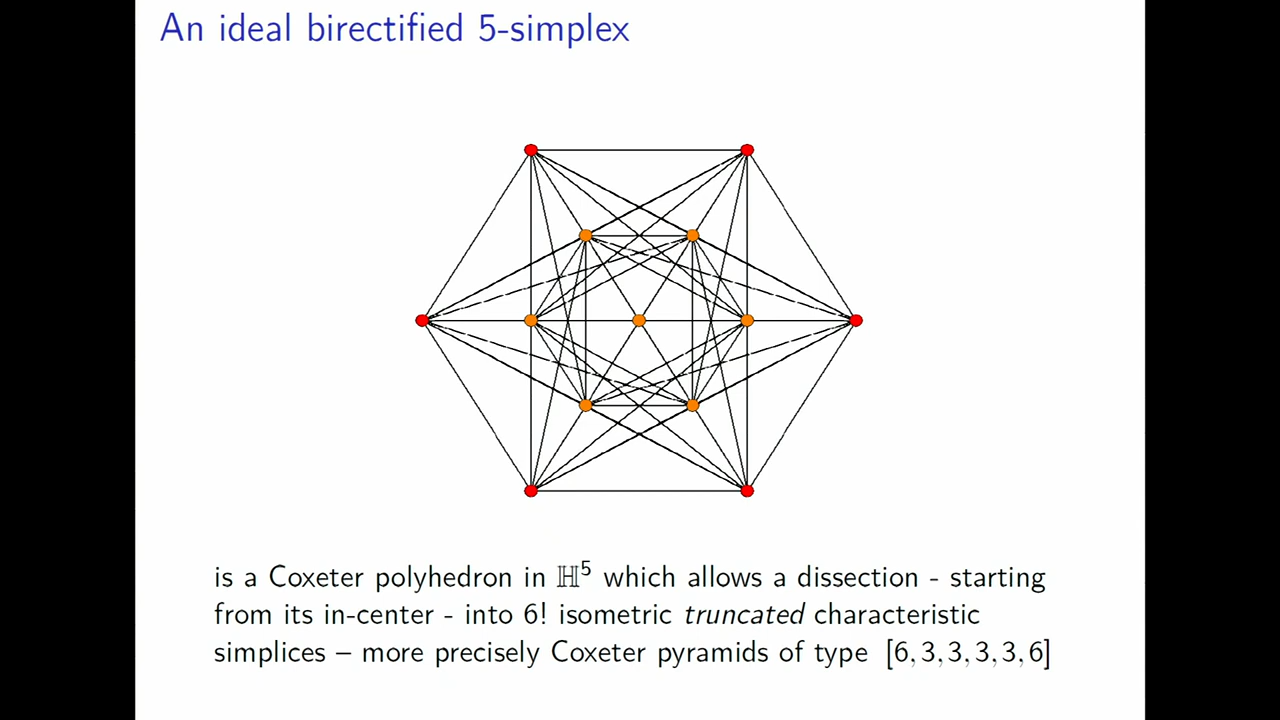 An ideal birectified 5-simplex
is a Coxeter polyhedron in ℍ⁵ which allows a dissection - starting
from its in-center - into 6! isometric truncated characteristic
simplices – more precisely Coxeter pyramids of type [6, 3, 3, 3, 3, 6]